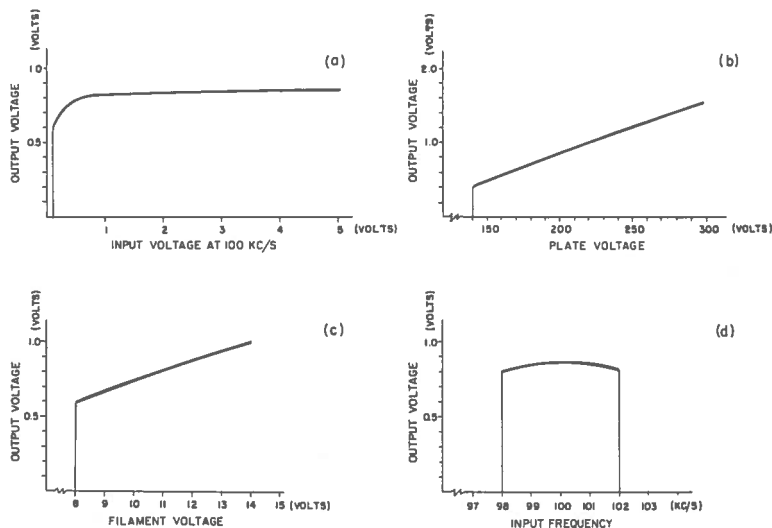 (VOLTS)
(a)
1.0
0.5
OUTPUT VOLTAGE
1 2 3 4 5 (VOLTS)
INPUT VOLTAGE AT 100 KC/S
(VOLTS)
(b)
2.0
1.0
OUTPUT VOLTAGE
150 200 250 300 (VOLTS)
PLATE VOLTAGE
(VOLTS)
(c)
1.0
0.5
OUTPUT VOLTAGE
8 9 10 11 12 13 14 15 (VOLTS)
FILAMENT VOLTAGE
(VOLTS)
(d)
1.0
0.5
OUTPUT VOLTAGE
97 98 99 100 101 102 103 (KC/S)
INPUT FREQUENCY